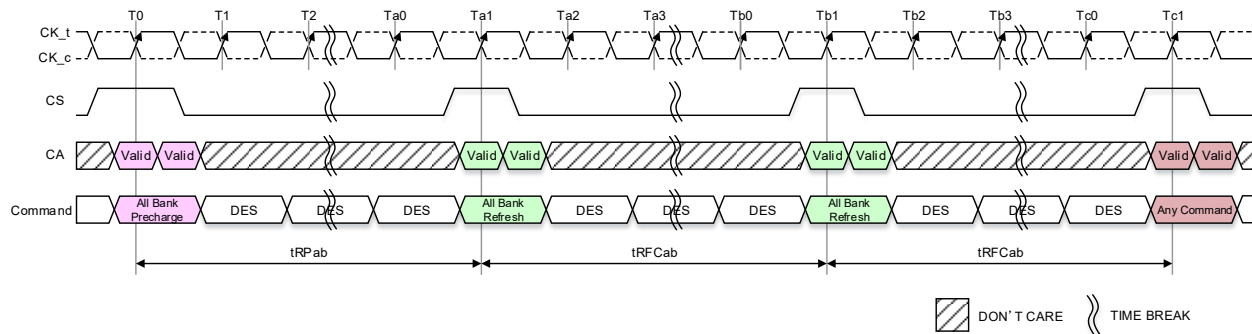 T0 T1 T2 Ta0 Ta1 Ta2 Ta3 Tb0 Tb1 Tb2 Tb3 Tc0 Tc1
CK_t
CK_c
CS
CA Valid Valid Valid Valid Valid Valid Valid Valid
Command All Bank Precharge DES DES DES All Bank Refresh DES DES DES All Bank Refresh DES DES DES Any Command
tRPab tRFCab tRFCab
DON'T CARE TIME BREAK